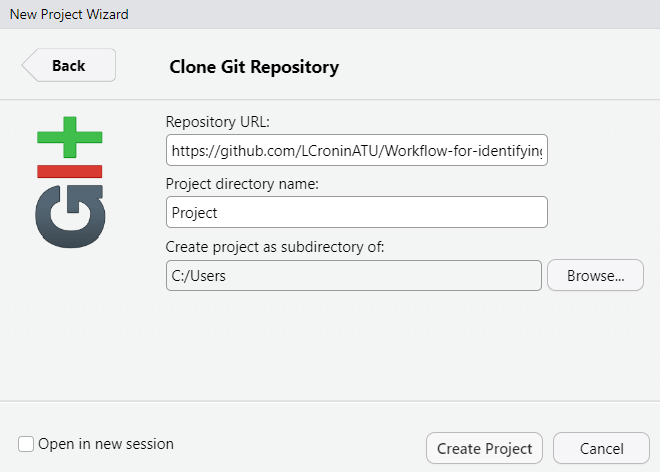 New Project Wizard
Back
Clone Git Repository
GIt
Repository URL:
https://github.com/LCroninATU/Workflow-for-identifying
Project directory name:
Project
Create project as subdirectory of:
C:/Users
Browse...
Open in new session
Create Project
Cancel